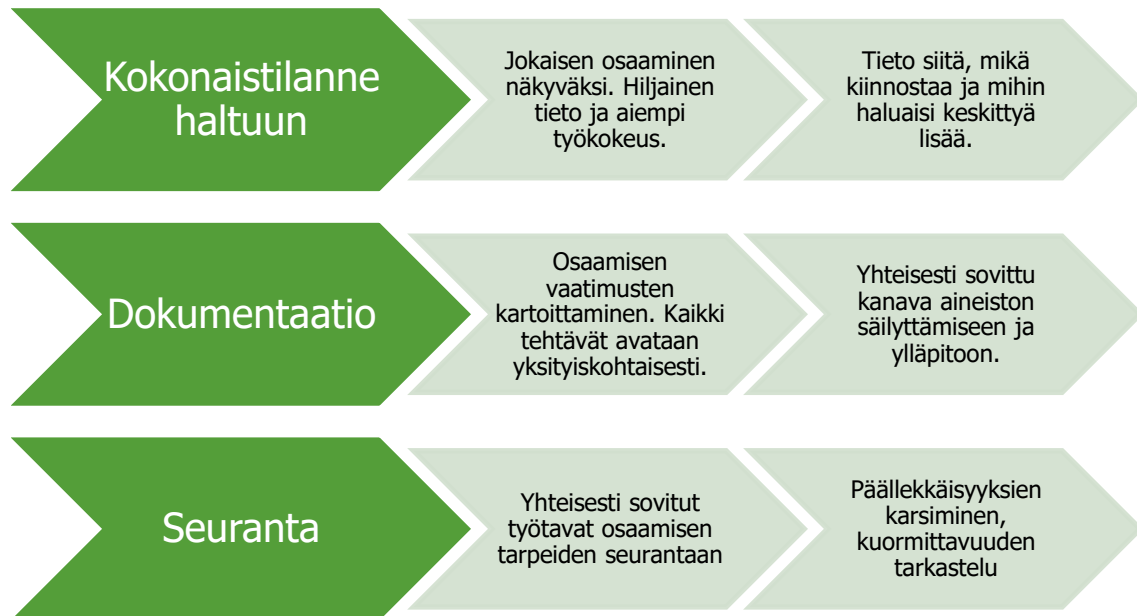 Kokonaistilanne
haltuun
Jokaisen osaaminen
näkyväksi. Hiljainen
tieto ja aiempi
työkokeus.
Tieto siitä, mikä
kiinnostaa ja mihin
haluaisi keskittyä
lisää.
Dokumentaatio
Osaamisen
vaatimusten
kartoittaminen. Kaikki
tehtävät avataan
yksityiskohtaisesti.
Yhteisesti sovittu
kanava aineiston
säilyttämiseen ja
ylläpitoon.
Seuranta
Yhteisesti sovitut
työtavat osaamisen
tarpeiden seurantaan
Päällekkäisyyksien
karsiminen,
kuormittavuuden
tarkastelu